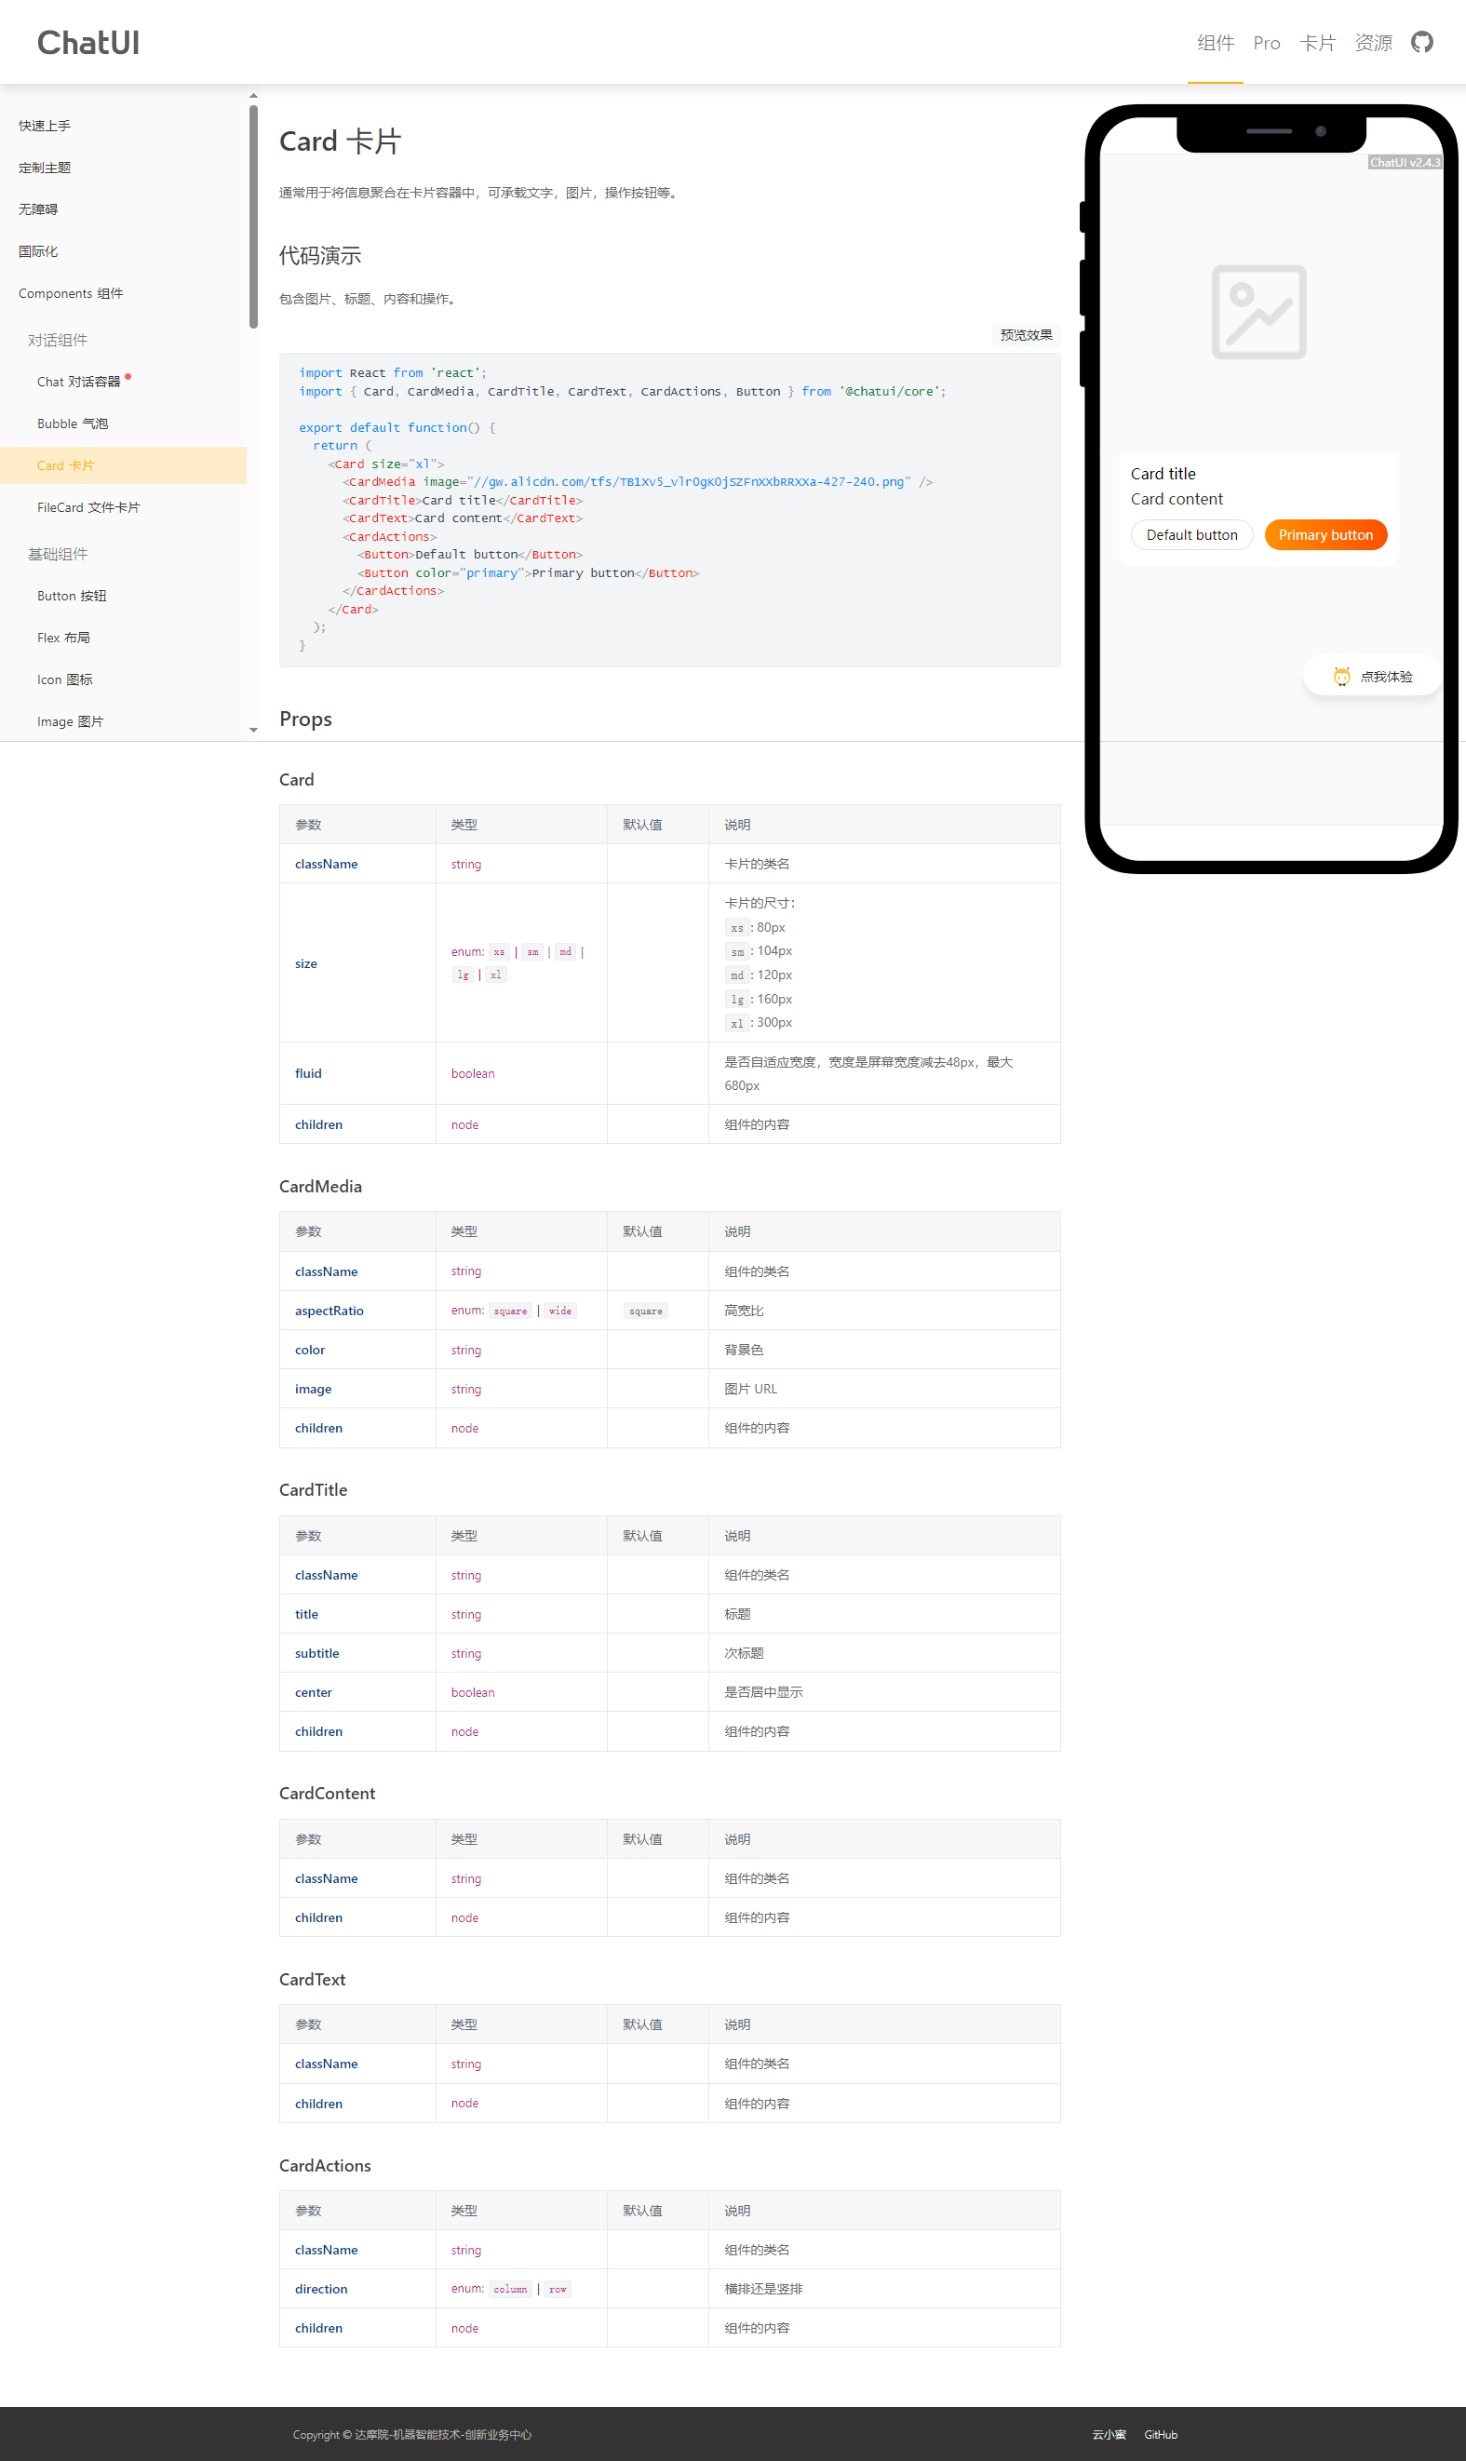 ChatUI
组件 Pro 卡片 资源
快速上手
定制主题
无障碍
国际化
Components 组件
对话组件
Chat 对话容器
Bubble 气泡
Card 卡片
FileCard 文件卡片
基础组件
Button 按钮
Flex 布局
Icon 图标
Image 图片
Card 卡片
通常用于将信息聚合在卡片容器中，可承载文字，图片，操作按钮等。
代码演示
包含图片、标题、内容和操作。
预览效果
import React from 'react';
import { Card, CardMedia, CardTitle, CardText, CardActions, Button } from '@chatui/core';
export default function() {
return (
<Card size="xl">
<CardMedia image="//gw.alicdn.com/tfs/TB1Xv5_vlr0gK0jSZFnXXbRRXXa-427-240.png" />
<CardTitle>Card title</CardTitle>
<CardText>Card content</CardText>
<CardActions>
<Button>Default button</Button>
<Button color="primary">Primary button</Button>
</CardActions>
</Card>
);
}
ChatUI v2.4.3
Card title
Card content
Default button Primary button
点我体验
Props
Card
参数 类型 默认值 说明
className string 卡片的类名
size enum: xs | sm | md |
lg | xl
卡片的尺寸：
xs : 80px
sm : 104px
md : 120px
lg : 160px
xl : 300px
fluid boolean 是否自适应宽度，宽度是屏幕宽度减去48px，最大
680px
children node 组件的内容
CardMedia
参数 类型 默认值 说明
className string 组件的类名
aspectRatio enum: square | wide square 高宽比
color string 背景色
image string 图片 URL
children node 组件的内容
CardTitle
参数 类型 默认值 说明
className string 组件的类名
title string 标题
subtitle string 次标题
center boolean 是否居中显示
children node 组件的内容
CardContent
参数 类型 默认值 说明
className string 组件的类名
children node 组件的内容
CardText
参数 类型 默认值 说明
className string 组件的类名
children node 组件的内容
CardActions
参数 类型 默认值 说明
className string 组件的类名
direction enum: column | row 横排还是竖排
children node 组件的内容
Copyright © 达摩院-机器智能技术-创新业务中心
云小蜜 GitHub